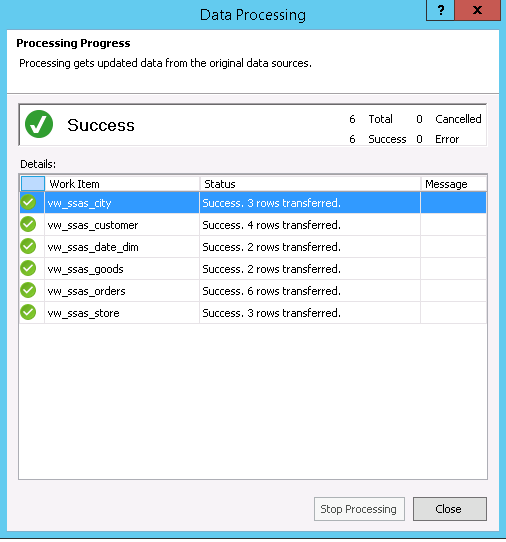 Data Processing
? x
Processing Progress
Processing gets updated data from the original data sources.
Success
6 Total 0 Cancelled
6 Success 0 Error
Details:
Work Item Status Message
vw_ssas_city Success. 3 rows transferred.
vw_ssas_customer Success. 4 rows transferred.
vw_ssas_date_dim Success. 2 rows transferred.
vw_ssas_goods Success. 2 rows transferred.
vw_ssas_orders Success. 6 rows transferred.
vw_ssas_store Success. 3 rows transferred.
Stop Processing Close